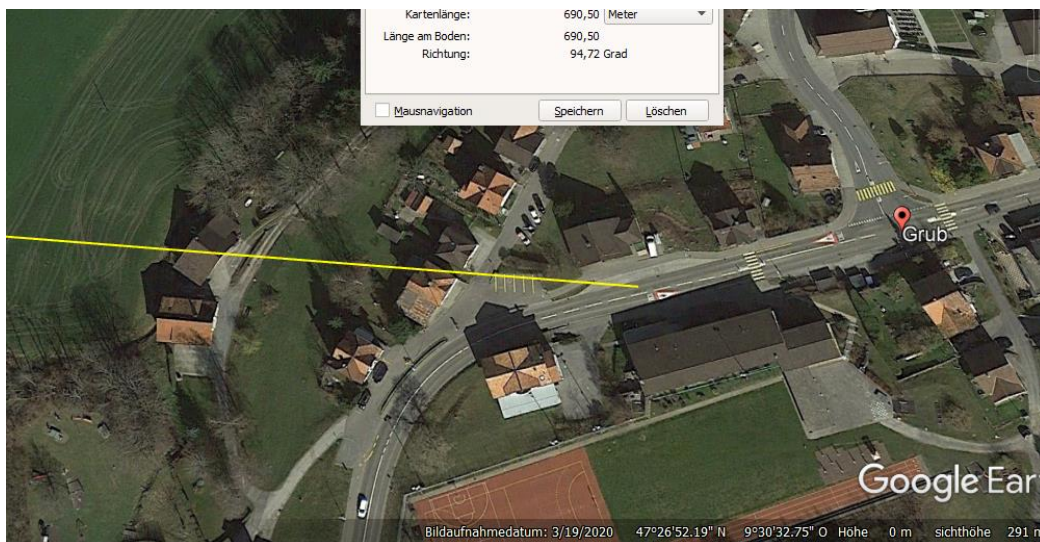 Kartenlänge: 690,50 Meter
Länge am Boden: 690,50
Richtung: 94,72 Grad
Mausnavigation Speichern Löschen
Grub
Google Ear
Bildaufnahmedatum: 3/19/2020 47°26'52.19" N 9°30'32.75" O Höhe 0 m sichthöhe 291 m